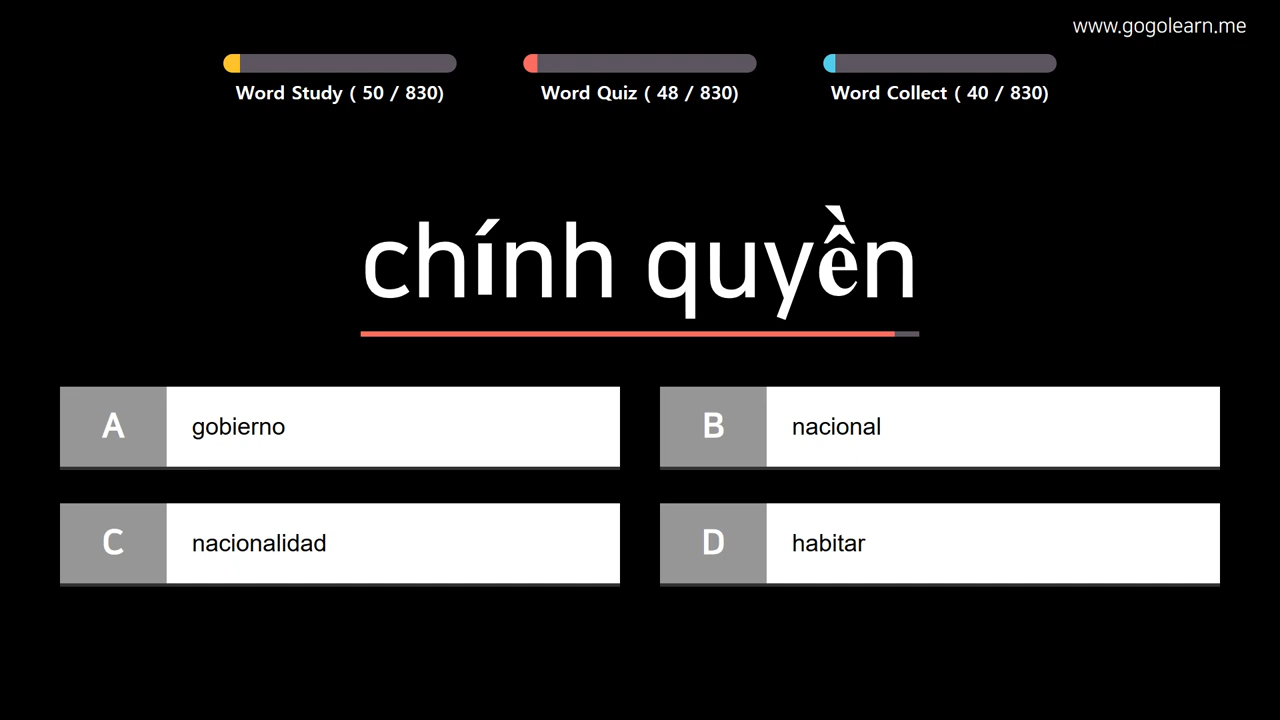 www.gogolearn.me
Word Study ( 50 / 830)
Word Quiz ( 48 / 830)
Word Collect ( 40 / 830)
chính quyền
A gobierno
B nacional
C nacionalidad
D habitar